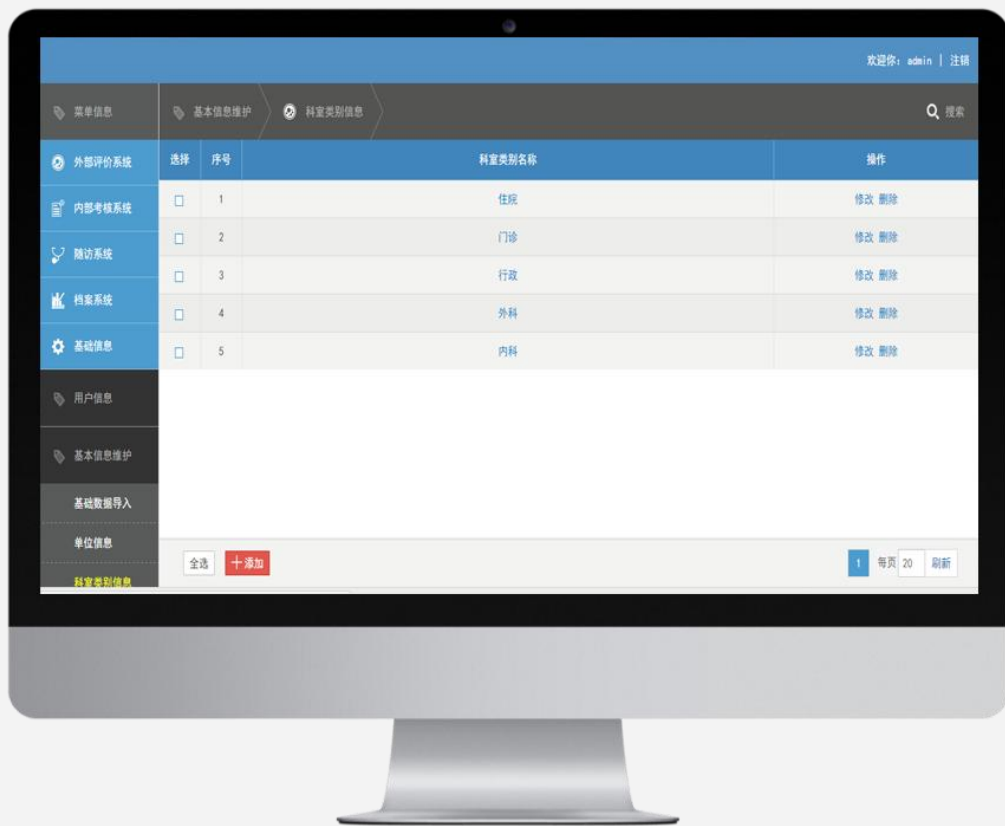 欢迎你：admin | 注销
菜单信息
基本信息维护 科室类别信息
搜索
外部评价系统
内部考核系统
随访系统
档案系统
基础信息
用户信息
基本信息维护
基础数据导入
单位信息
科室类别信息
选择 序号 科室类别名称 操作
1 住院 修改 删除
2 门诊 修改 删除
3 行政 修改 删除
4 外科 修改 删除
5 内科 修改 删除
全选 十添加
1 每页 20 刷新